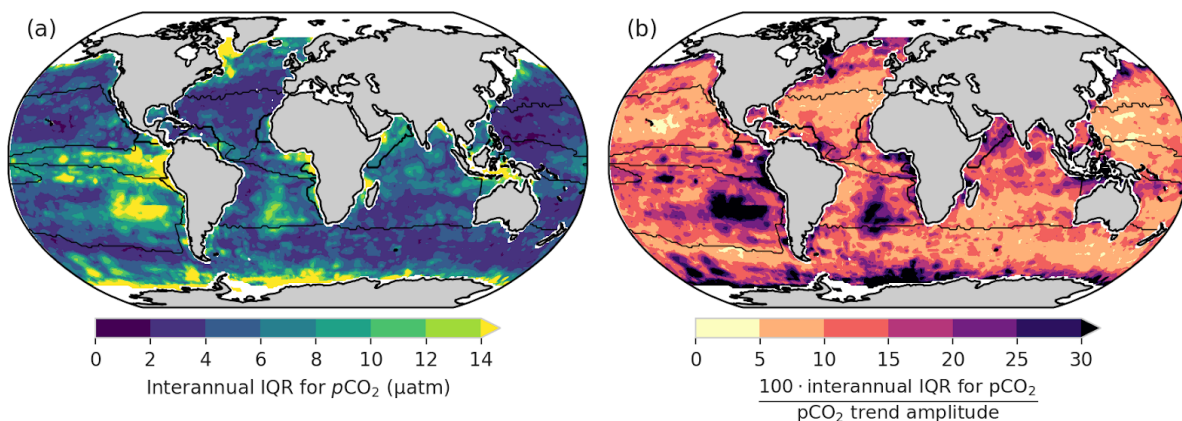 (a)
(b)
0 2 4 6 8 10 12 14
Interannual IQR for pCO₂ (µatm)
0 5 10 15 20 25 30
100 · interannual IQR for pCO₂
pCO₂ trend amplitude